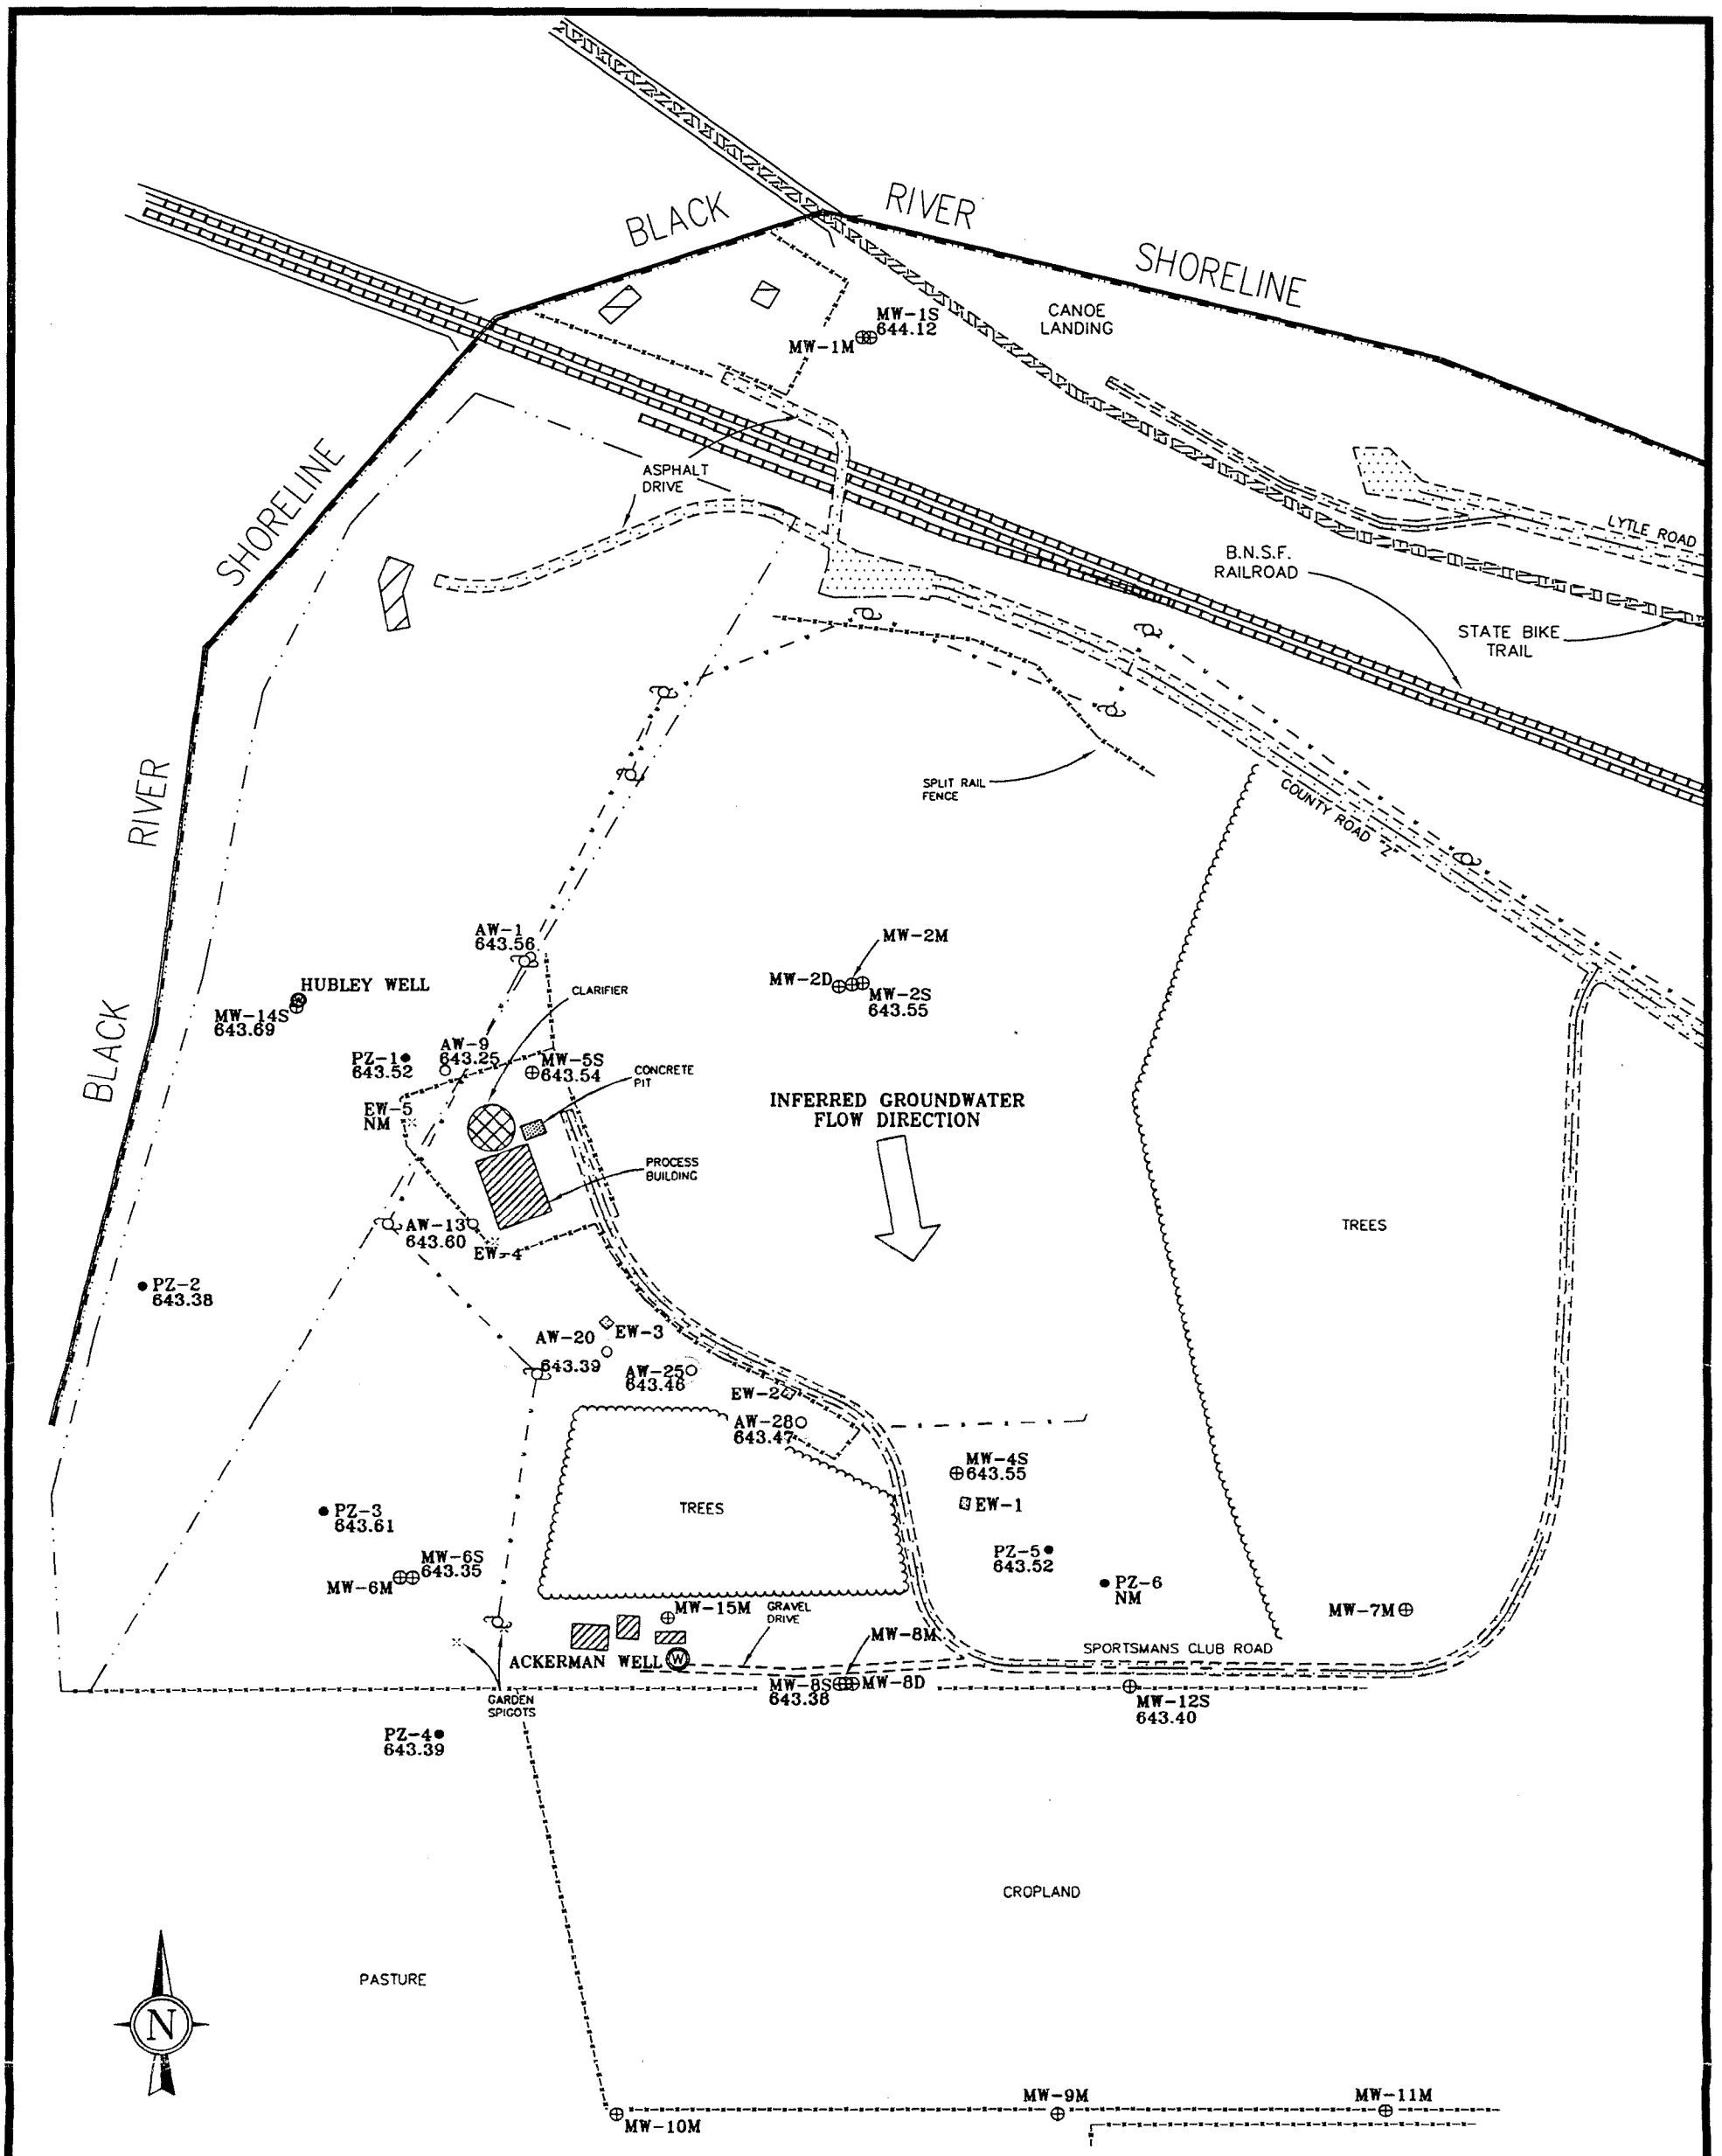 BLACK
RIVER
SHORELINE
CANOE
LANDING
MW-1S
644.12
MW-1M
SHORELINE
ASPHALT
DRIVE
LYTLE ROAD
B.N.S.F.
RAILROAD
STATE BIKE
TRAIL
RIVER
BLACK
SPLIT RAIL
FENCE
COUNTY ROAD "Z"
AW-1
643.56
MW-2M
MW-2D
MW-2S
643.55
HUBLEY WELL
MW-14S
643.69
CLARIFIER
PZ-1
643.52
AW-9
643.25
MW-5S
643.54
CONCRETE
PIT
EW-5
NM
INFERRED GROUNDWATER
FLOW DIRECTION
PROCESS
BUILDING
AW-13
643.60
EW-4
TREES
PZ-2
643.38
AW-20
643.39
EW-3
AW-25
643.46
EW-2
AW-28
643.47
MW-4S
643.55
EW-1
TREES
PZ-3
643.61
MW-6S
643.35
MW-6M
PZ-5
643.52
PZ-6
NM
MW-7M
MW-15M
GRAVEL
DRIVE
MW-8M
SPORTSMANS CLUB ROAD
ACKERMAN WELL
W
MW-8S
643.38
MW-8D
MW-12S
643.40
GARDEN
SPIGOTS
PZ-4
643.39
CROPLAND
PASTURE
N
MW-10M
MW-9M
MW-11M